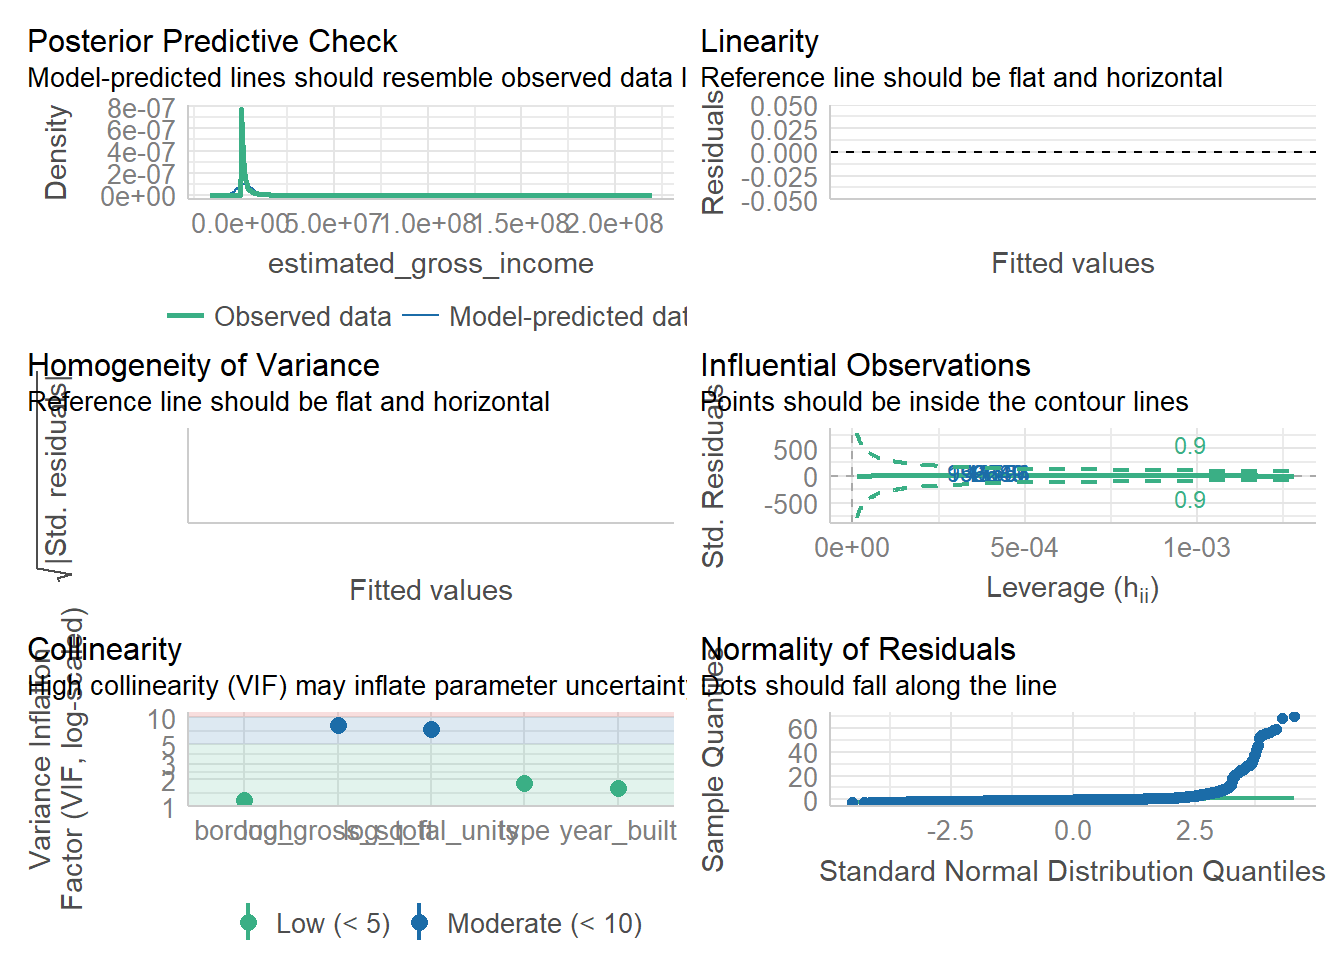 Posterior Predictive Check
Model-predicted lines should resemble observed data l
Density
8e-07
6e-07
4e-07
2e-07
0e+00
0.0e+00 5.0e+07 1.0e+08 1.5e+08 2.0e+08
estimated_gross_income
Observed data Model-predicted dat
Linearity
Reference line should be flat and horizontal
Residuals
0.050
0.025
0.000
-0.025
-0.050
Fitted values
Homogeneity of Variance
Reference line should be flat and horizontal
√|Std. residuals|
Fitted values
Influential Observations
Points should be inside the contour lines
Std. Residuals
500
0
-500
0.9
0.9
0e+00 5e-04 1e-03
Leverage (hii)
Collinearity
High collinearity (VIF) may inflate parameter uncertainty
Variance Inflation
Factor (VIF, log-scaled)
10
5
3
2
1
type year_built
Low (< 5) Moderate (< 10)
Normality of Residuals
Dots should fall along the line
Sample Quantiles
60
40
20
0
-2.5 0.0 2.5
Standard Normal Distribution Quantiles